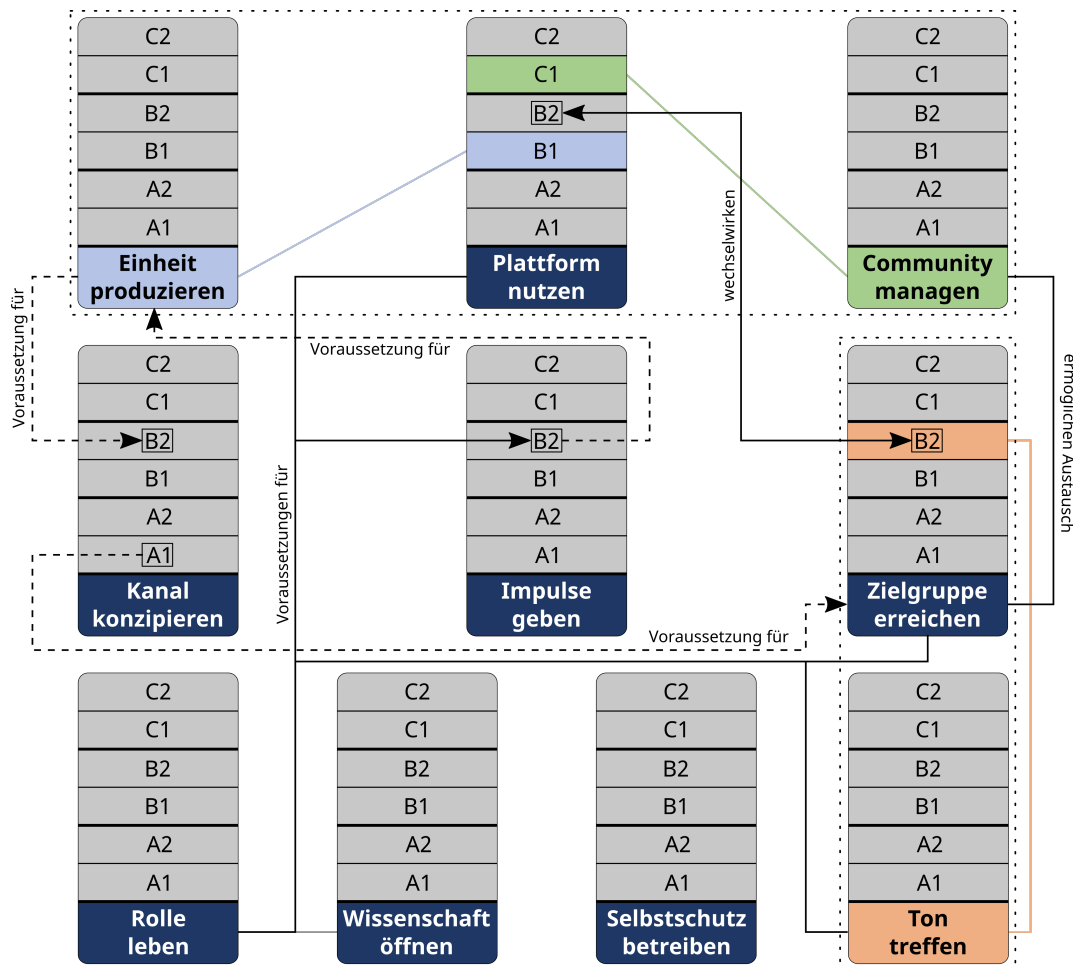 C2
C1
B2
B1
A2
A1
Einheit
produzieren
C2
C1
B2
B1
A2
A1
Plattform
nutzen
C2
C1
B2
B1
A2
A1
Community
managen
wechselwirken
Voraussetzung für
Voraussetzung für
C2
C1
B2
B1
A2
A1
Kanal
konzipieren
Voraussetzungen für
C2
C1
B2
B1
A2
A1
Impulse
geben
C2
C1
B2
B1
A2
A1
Zielgruppe
erreichen
ermoglichen Austausch
Voraussetzung für
C2
C1
B2
B1
A2
A1
Rolle
leben
C2
C1
B2
B1
A2
A1
Wissenschaft
öffnen
C2
C1
B2
B1
A2
A1
Selbstschutz
betreiben
C2
C1
B2
B1
A2
A1
Ton
treffen